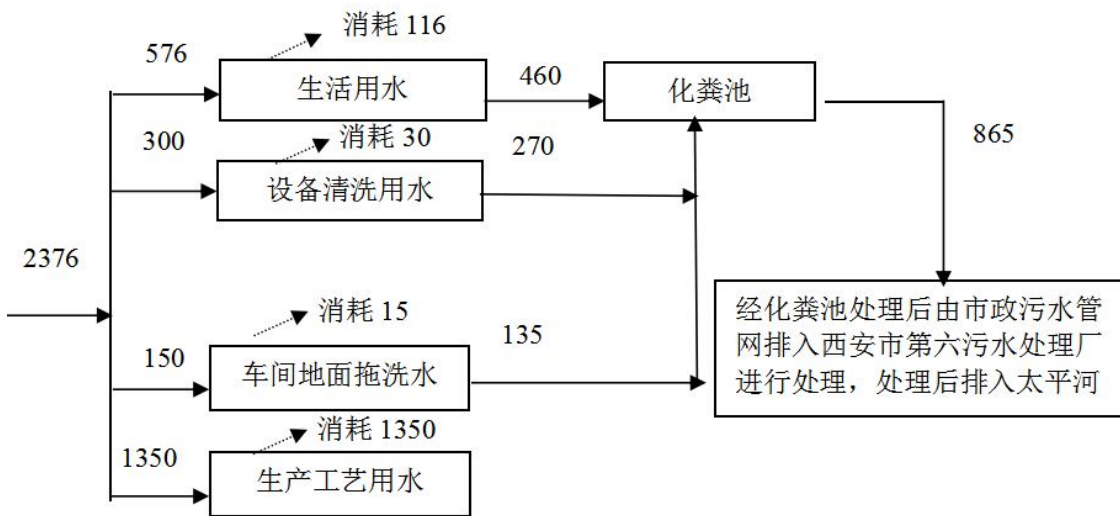 消耗 116
576
生活用水
460
化粪池
消耗 30
300
270
865
设备清洗用水
2376
消耗 15
135
150
车间地面拖洗水
经化粪池处理后由市政污水管
网排入西安市第六污水处理厂
进行处理，处理后排入太平河
消耗 1350
1350
生产工艺用水